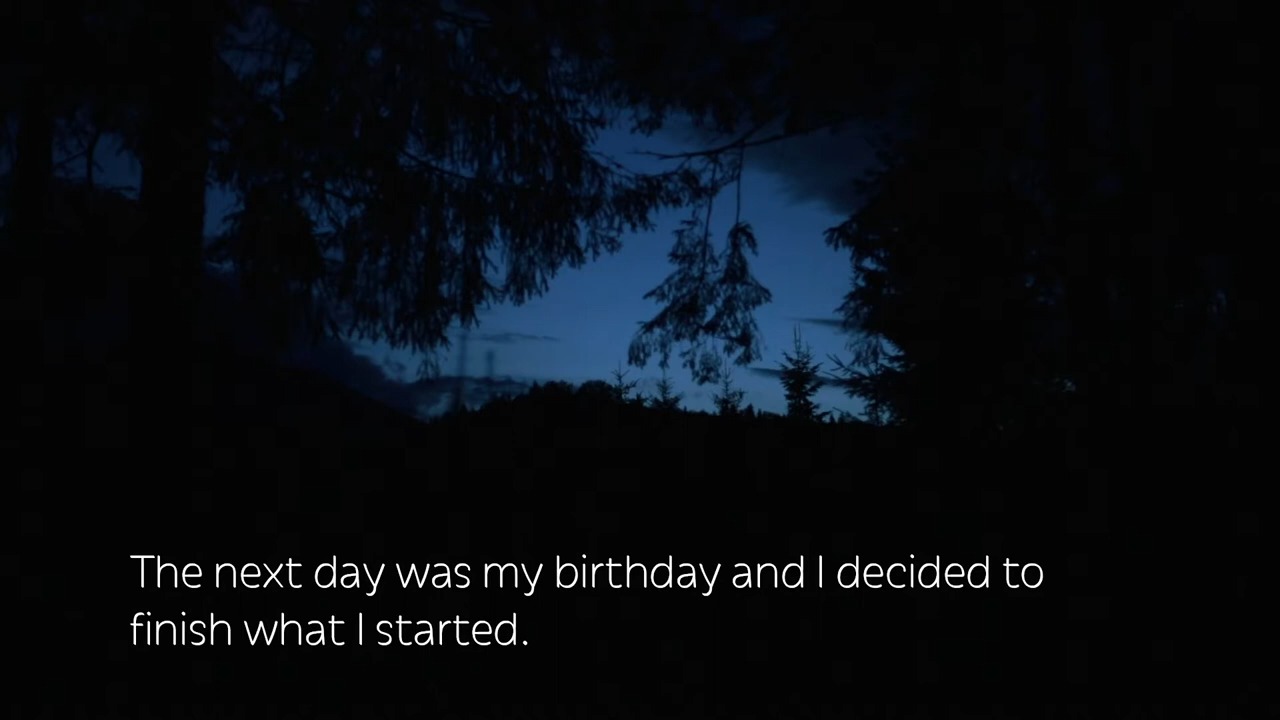 The next day was my birthday and I decided to
finish what I started.